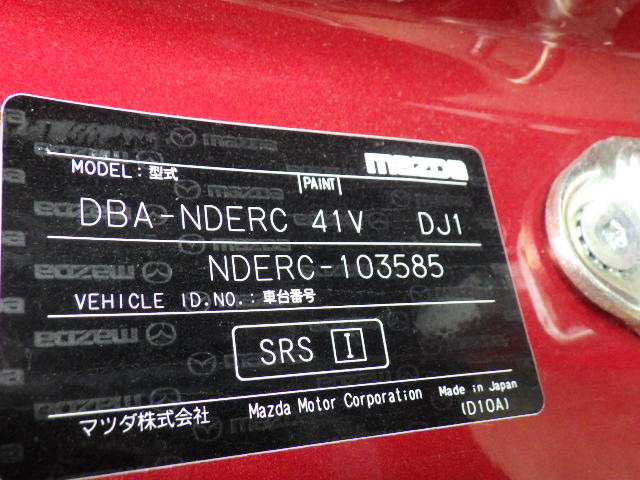 mazda
MODEL:型式 PAINT
DBA-NDERC 41V DJ1
NDERC-103585
VEHICLE ID.NO.:車台番号
SRS I
マツダ株式会社 Mazda Motor Corporation Made in Japan
(D10A)